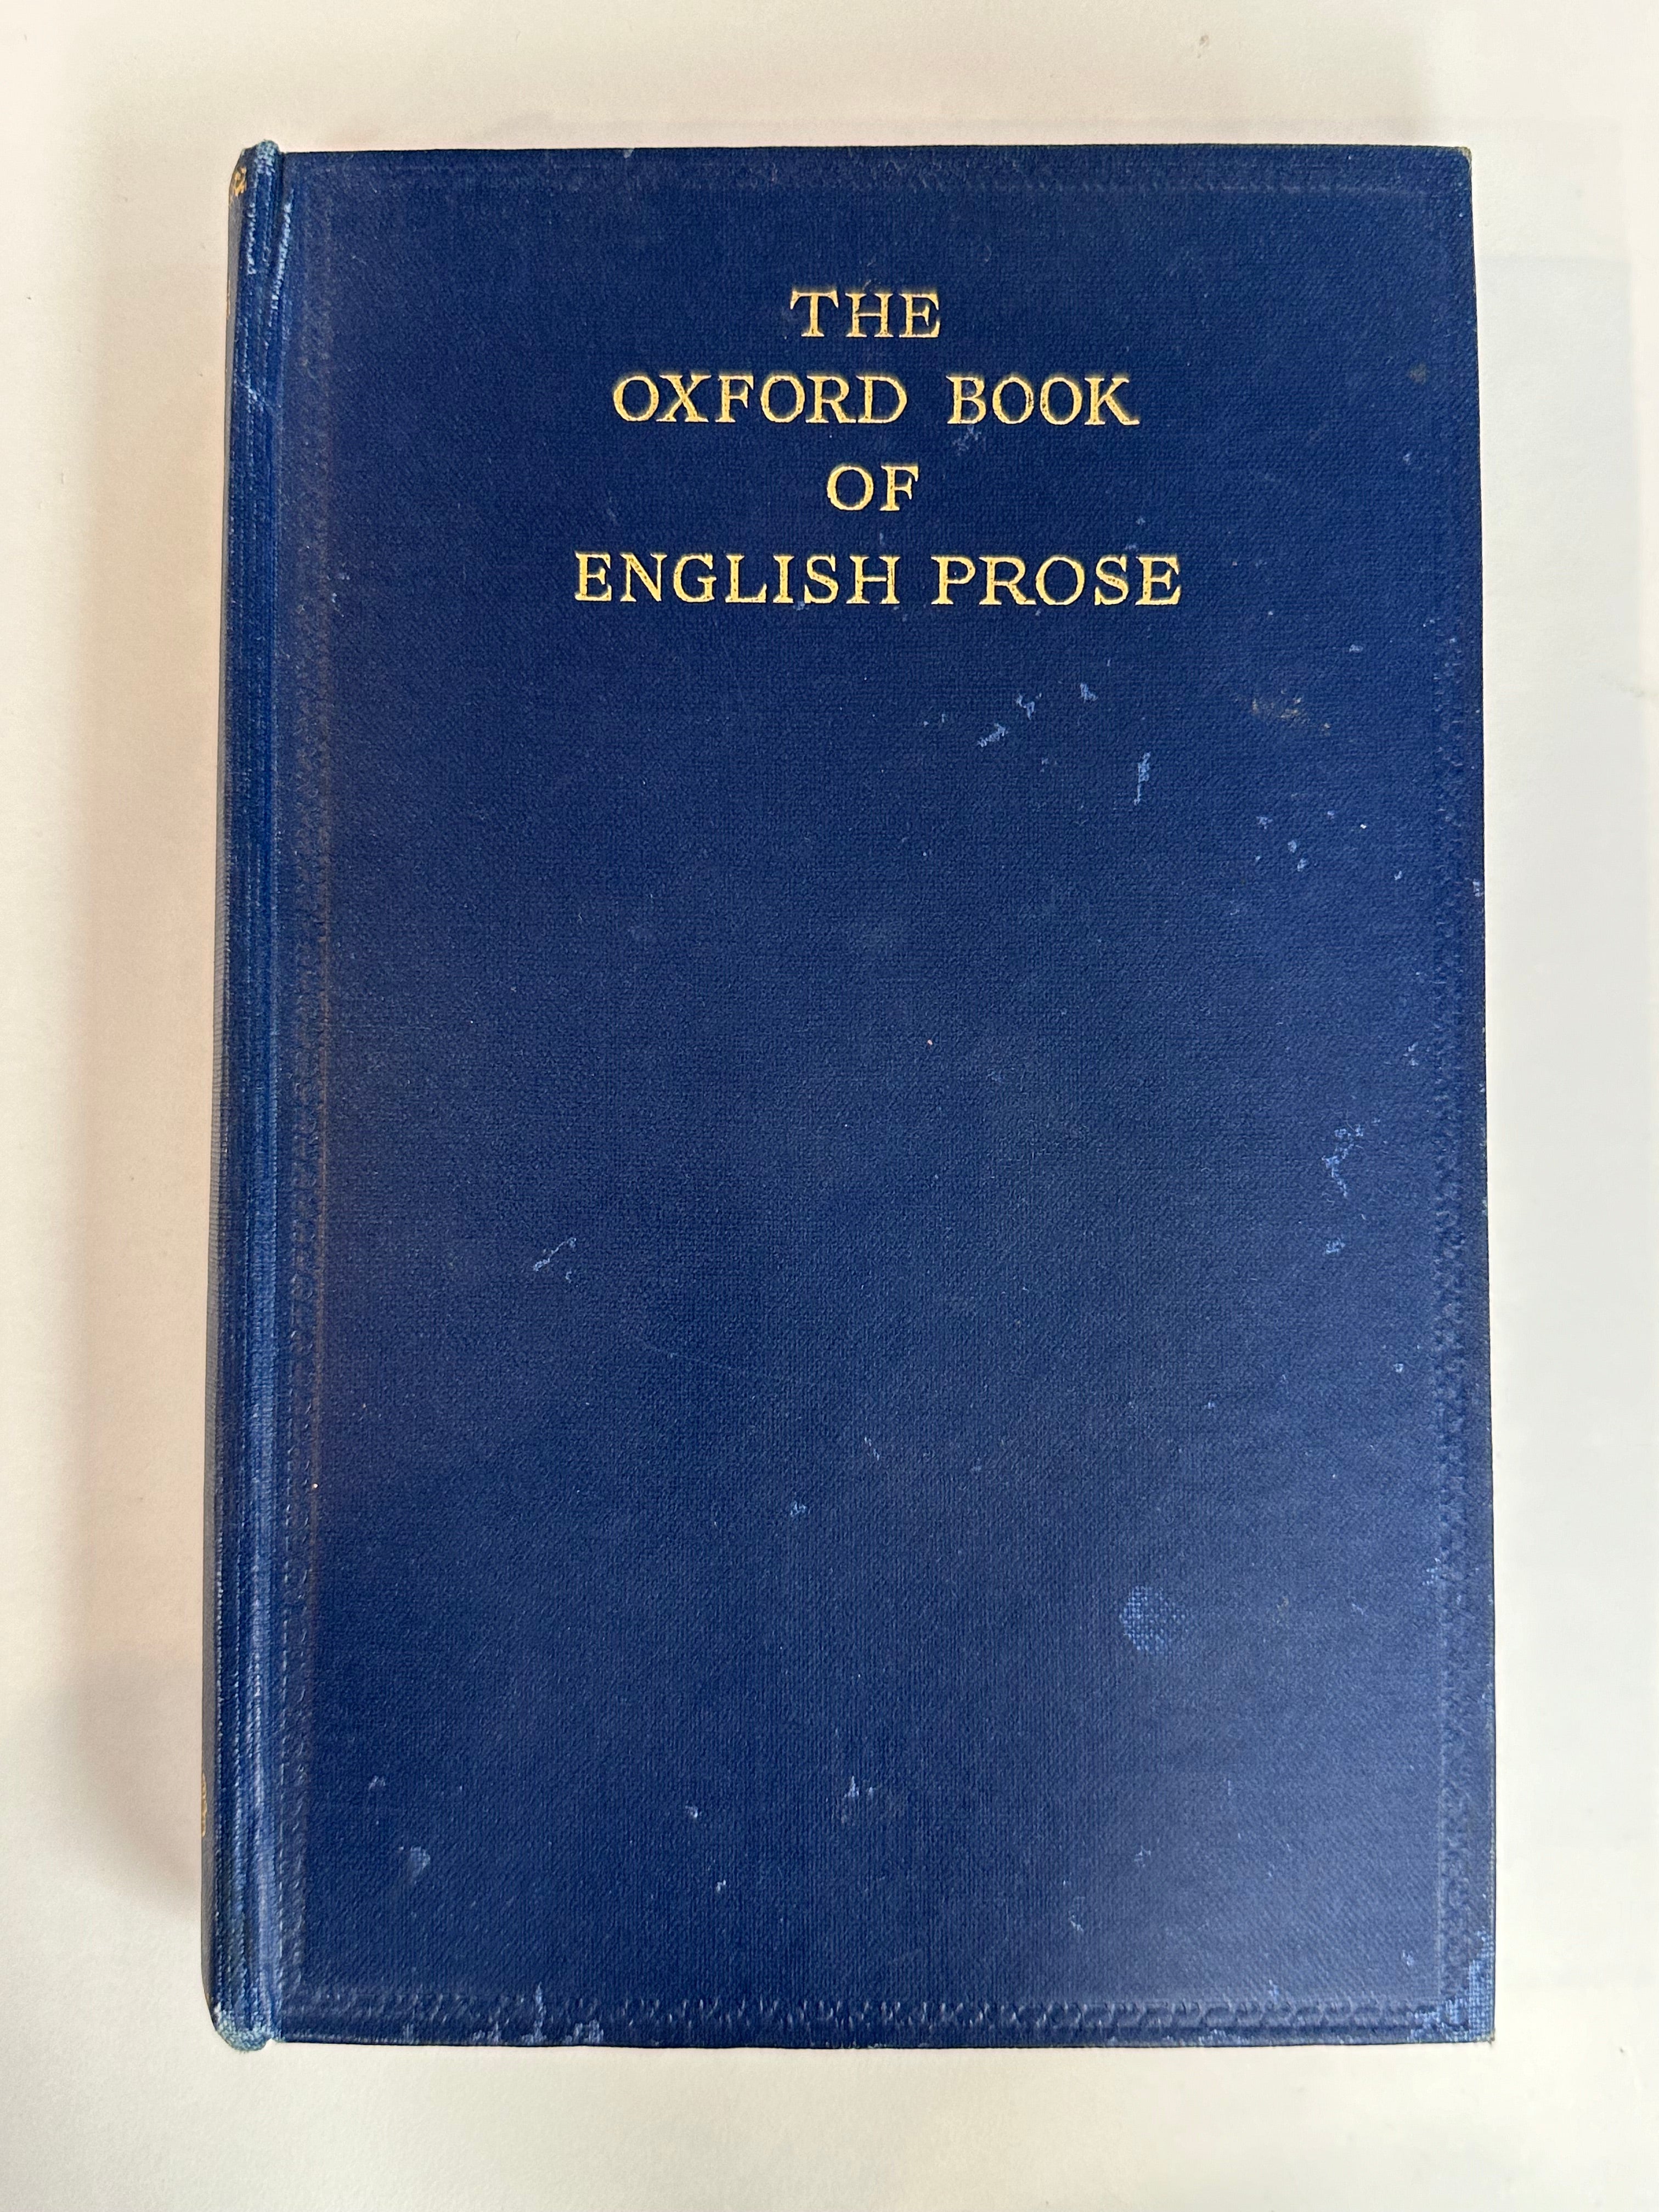 THE
OXFORD BOOK
OF
ENGLISH PROSE